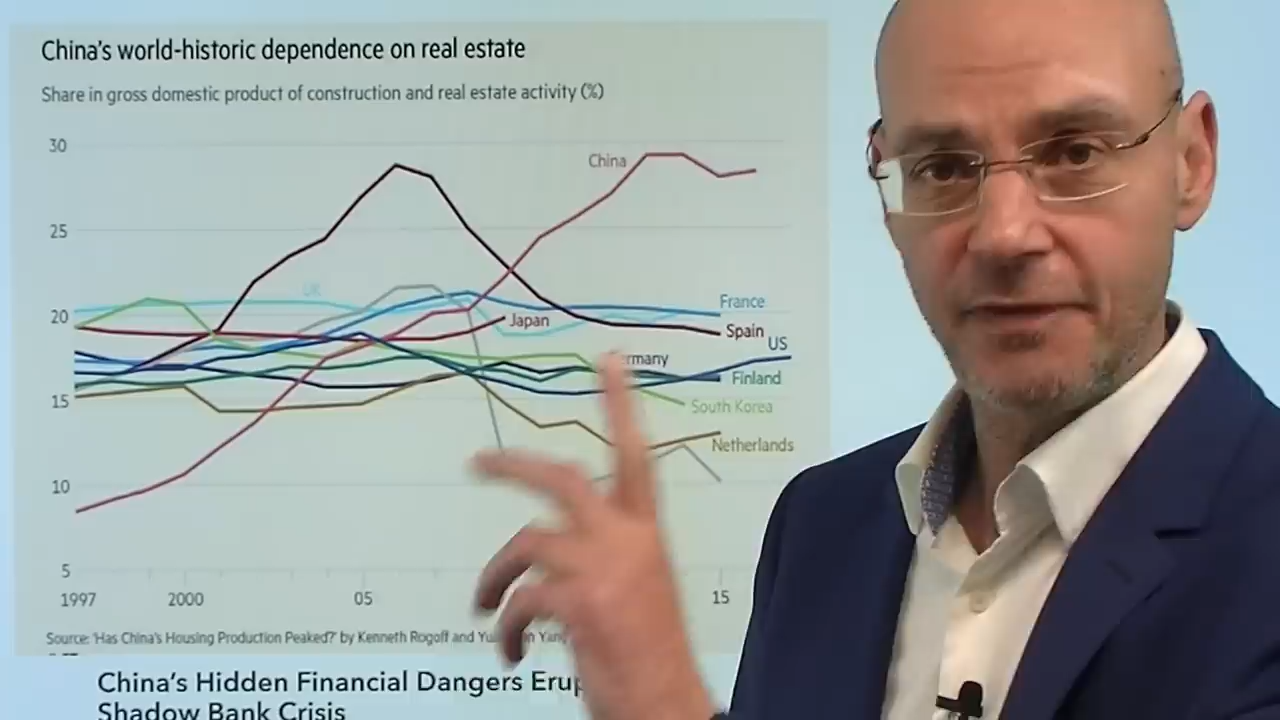 China's world-historic dependence on real estate
Share in gross domestic product of construction and real estate activity (%)
30
China
25
UK
France
20
Japan
Spain
US
rmany
Finland
15
South Korea
Netherlands
10
5
1997 2000 05 15
Source: 'Has China's Housing Production Peaked?' by Kenneth Rogoff and
China's Hidden Financial Dangers Erup
Shadow Bank Crisis